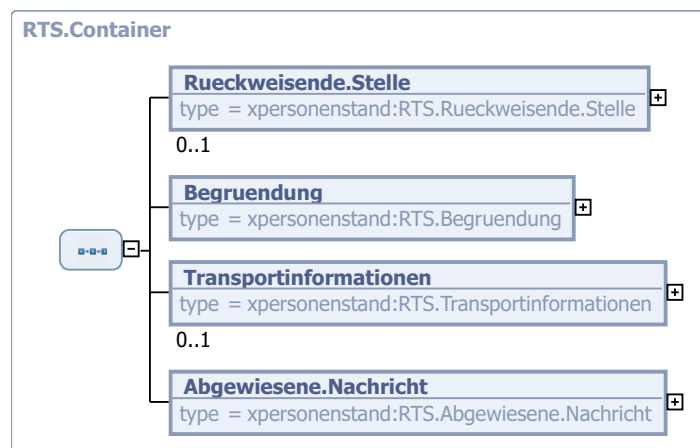 RTS.Container
Rueckweisende.Stelle
type = xpersonenstand:RTS.Rueckweisende.Stelle
0..1
Begruendung
type = xpersonenstand:RTS.Begruendung
Transportinformationen
type = xpersonenstand:RTS.Transportinformationen
0..1
Abgewiesene.Nachricht
type = xpersonenstand:RTS.Abgewiesene.Nachricht